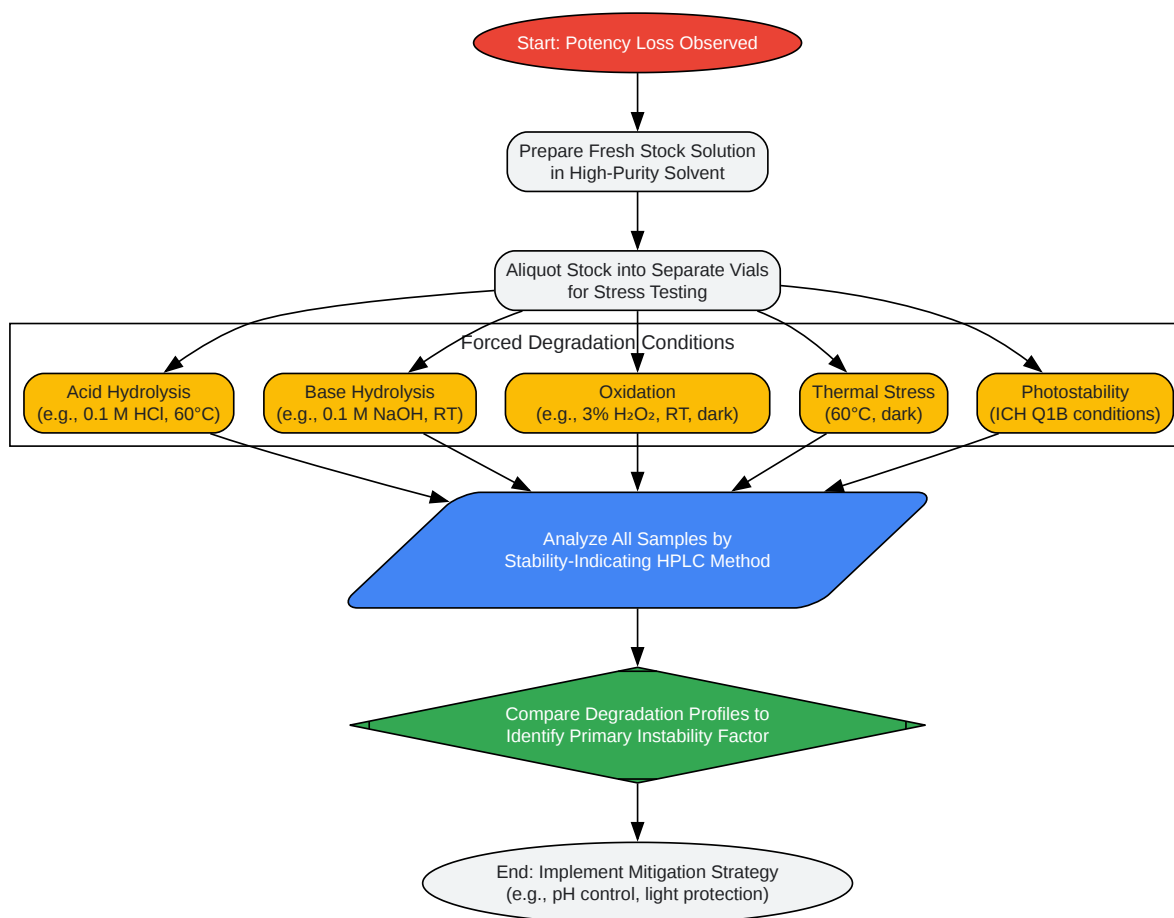 Start: Potency Loss Observed
Prepare Fresh Stock Solution
in High-Purity Solvent
Aliquot Stock into Separate Vials
for Stress Testing
Forced Degradation Conditions
Acid Hydrolysis
(e.g., 0.1 M HCl, 60°C)
Base Hydrolysis
(e.g., 0.1 M NaOH, RT)
Oxidation
(e.g., 3% H₂O₂, RT, dark)
Thermal Stress
(60°C, dark)
Photostability
(ICH Q1B conditions)
Analyze All Samples by
Stability-Indicating HPLC Method
Compare Degradation Profiles to
Identify Primary Instability Factor
End: Implement Mitigation Strategy
(e.g., pH control, light protection)